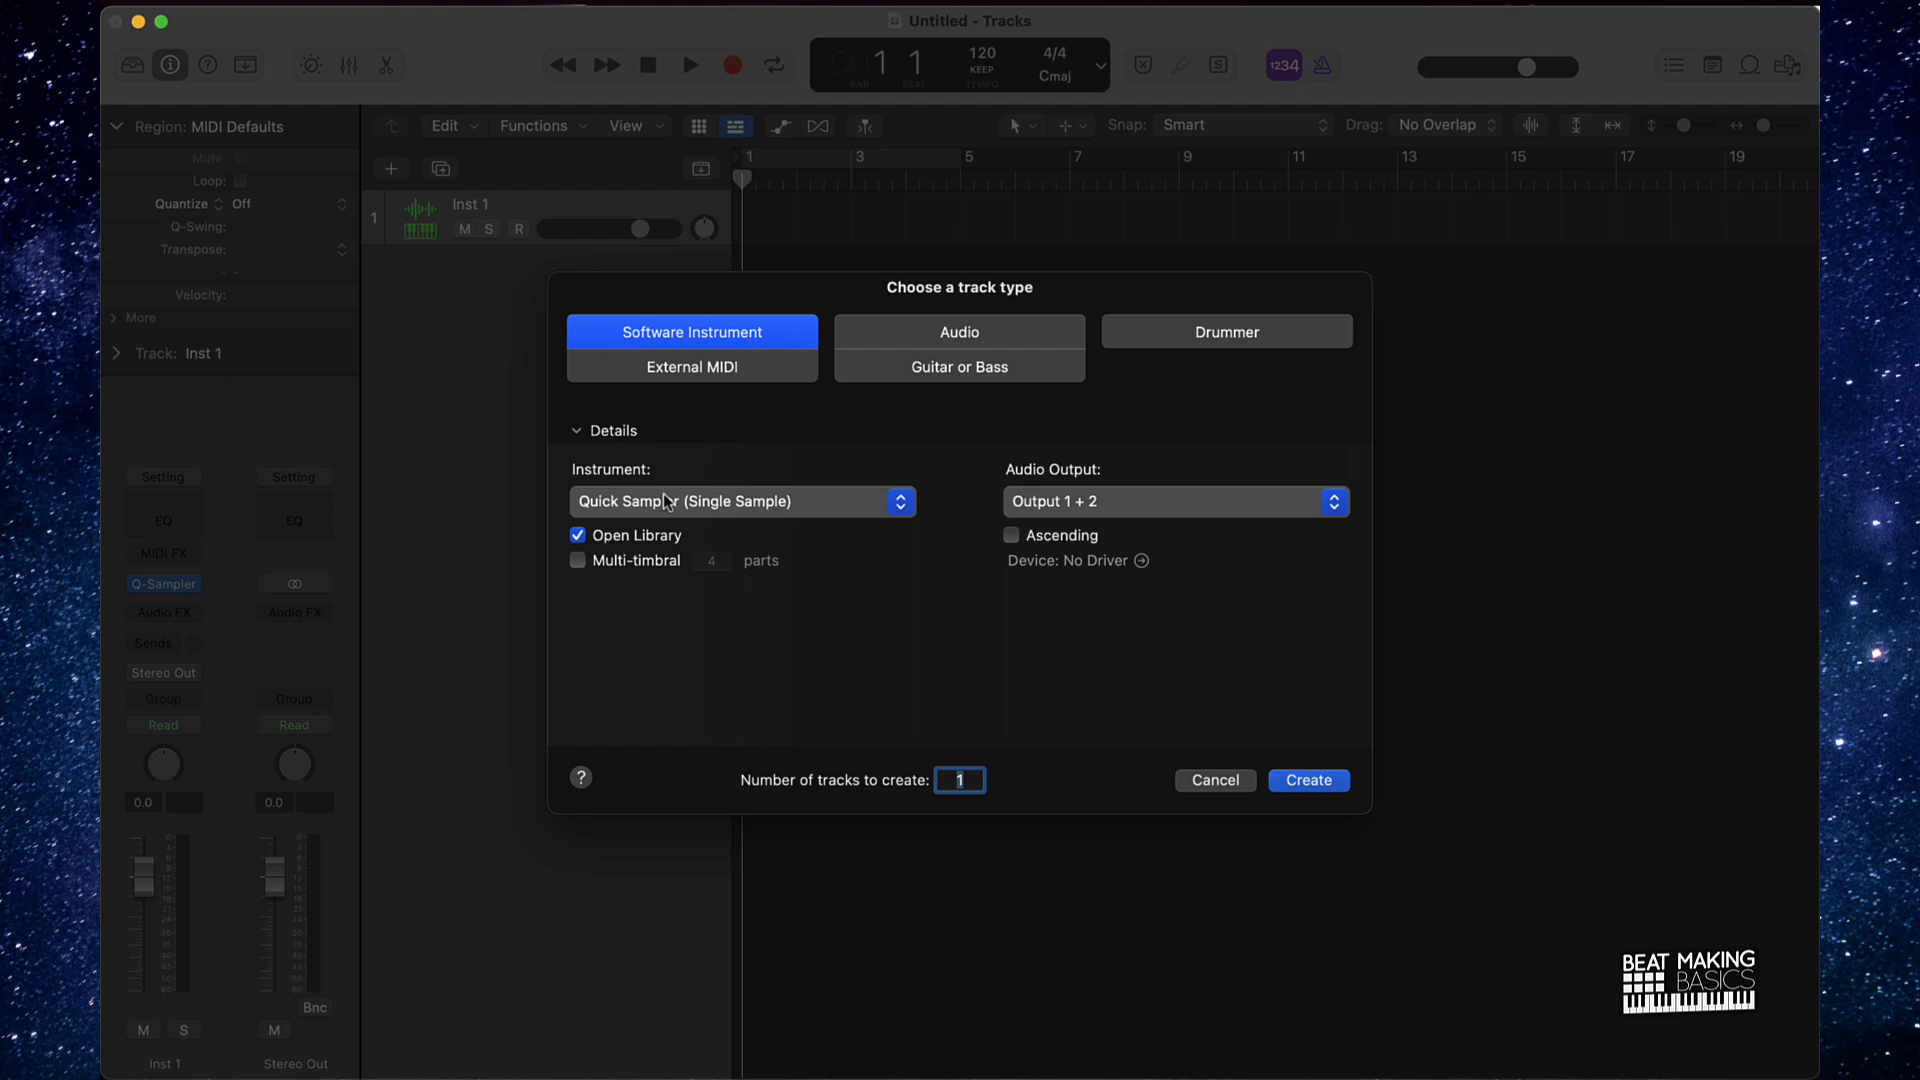 Untitled - Tracks
1 1
120
KEEP
TEMPO
4/4
Cmaj
BAR
BEAT
1234
S
Region: MIDI Defaults
Mute:
Loop:
Quantize Off
Q-Swing:
Transpose:
Velocity:
More
Track: Inst 1
Edit
Functions
View
Snap: Smart
Drag: No Overlap
1 3 5 7 9 11 13 15 17 19
1
Inst 1
M S R
Choose a track type
Software Instrument
Audio
Drummer
External MIDI
Guitar or Bass
Details
Instrument:
Audio Output:
Quick Sampler (Single Sample)
Output 1 + 2
Open Library
Ascending
Multi-timbral 4 parts
Device: No Driver
? Number of tracks to create: 1
Cancel
Create
Setting
Setting
EQ
EQ
MIDI FX
Q-Sampler
Audio FX
Audio FX
Sends
Stereo Out
Group
Group
Read
Read
0.0
0.0
Bnc
M S
M
Inst 1
Stereo Out
BEAT MAKING
BASICS